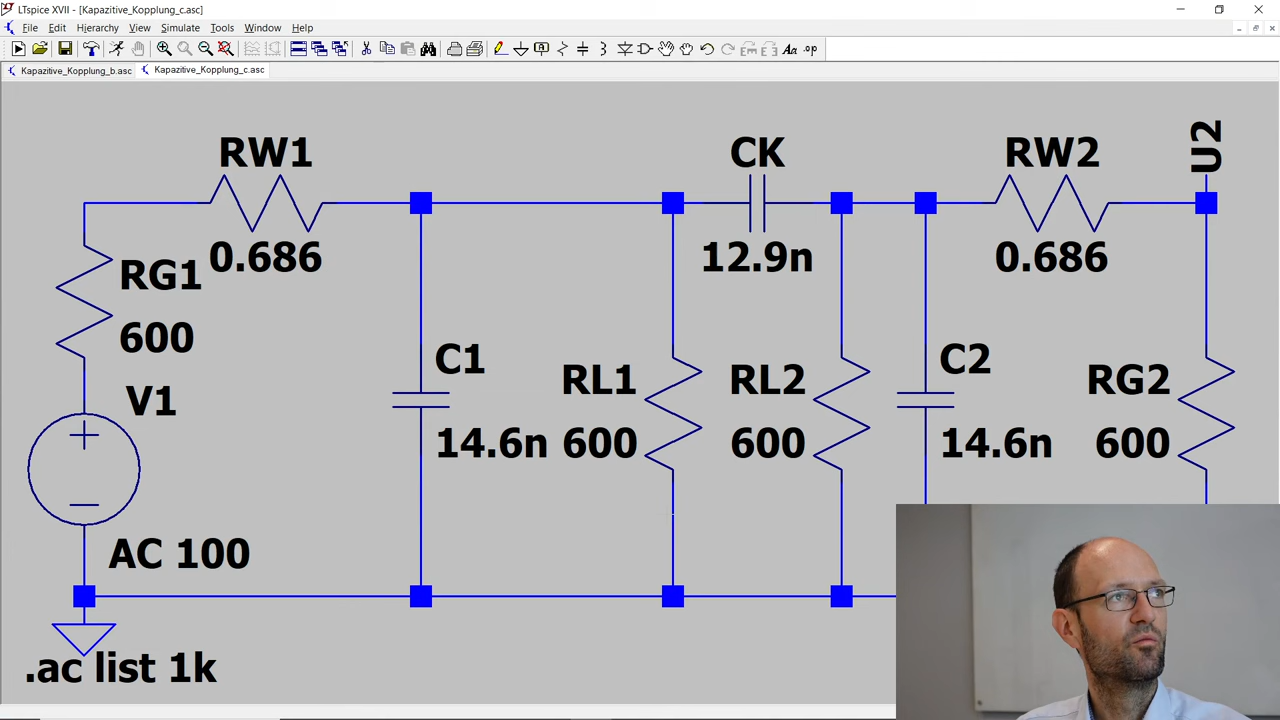 LTspice XVII - [Kapazitive_Kopplung_c.asc]
File Edit Hierarchy View Simulate Tools Window Help
Kapazitive_Kopplung_b.asc Kapazitive_Kopplung_c.asc
RW1
0.686
CK
12.9n
RW2
0.686
U2
RG1
600
V1
AC 100
C1
14.6n
RL1
600
RL2
600
C2
14.6n
RG2
600
.ac list 1k